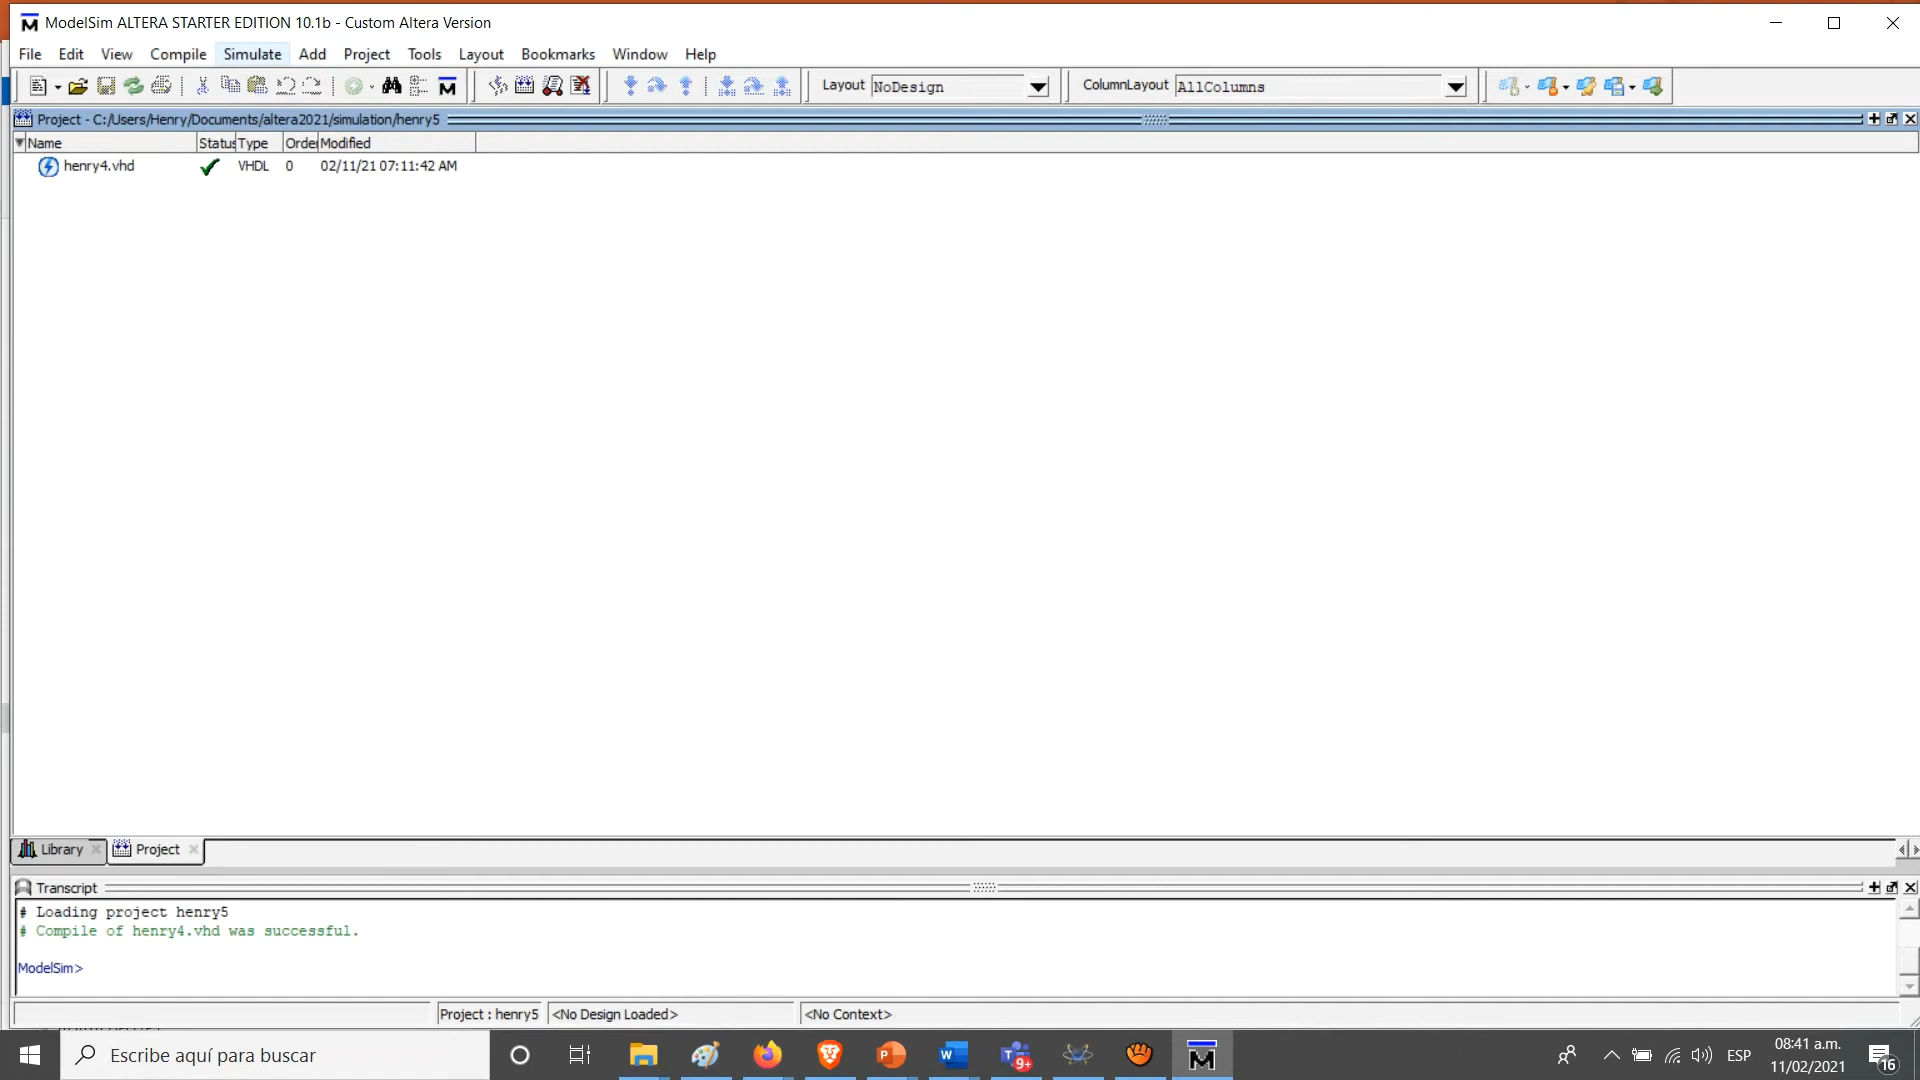 ModelSim ALTERA STARTER EDITION 10.1b - Custom Altera Version
File Edit View Compile Simulate Add Project Tools Layout Bookmarks Window Help
Layout NoDesign ColumnLayout AllColumns
Project - C:/Users/Henry/Documents/altera2021/simulation/henry5
Name Status Type Order Modified
henry4.vhd VHDL 0 02/11/21 07:11:42 AM
Library Project
Transcript
# Loading project henry5
# Compile of henry4.vhd was successful.
ModelSim>
Project : henry5 <No Design Loaded> <No Context>
Escribe aquí para buscar
9+
ESP
08:41 a.m.
11/02/2021
16